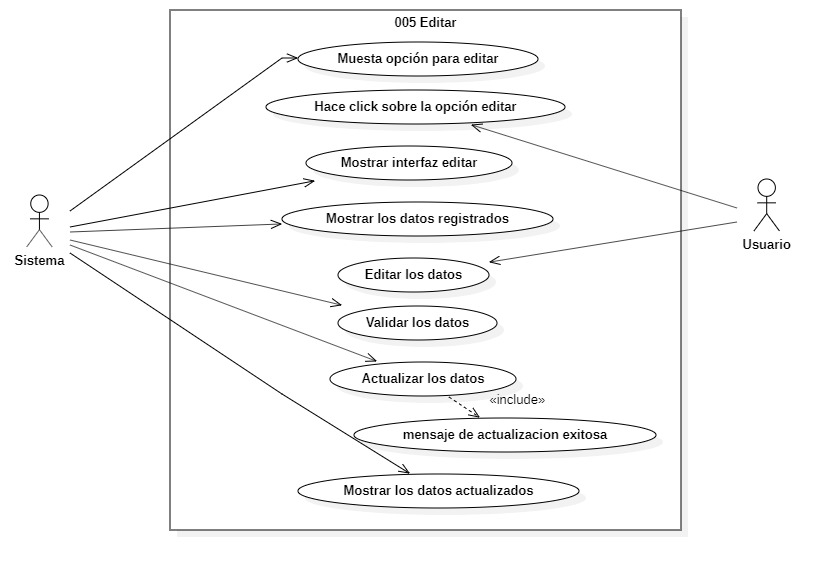 005 Editar
Muesta opción para editar
Hace click sobre la opción editar
Mostrar interfaz editar
Mostrar los datos registrados
Sistema
Usuario
Editar los datos
Validar los datos
Actualizar los datos
«include»
mensaje de actualizacion exitosa
Mostrar los datos actualizados